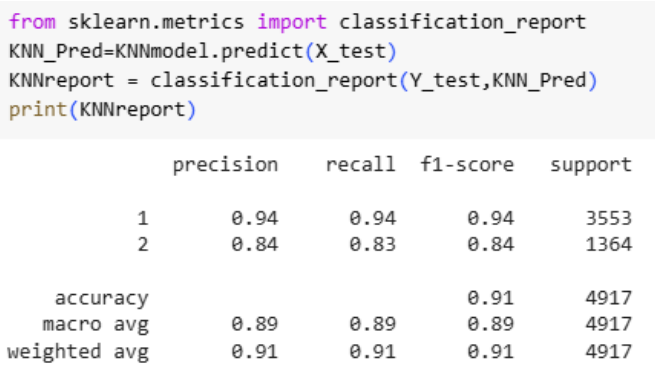 from sklearn.metrics import classification_report
KNN_Pred=KNNmodel.predict(X_test)
KNNreport = classification_report(Y_test,KNN_Pred)
print(KNNreport)
precision recall f1-score support
1 0.94 0.94 0.94 3553
2 0.84 0.83 0.84 1364
accuracy 0.91 4917
macro avg 0.89 0.89 0.89 4917
weighted avg 0.91 0.91 0.91 4917